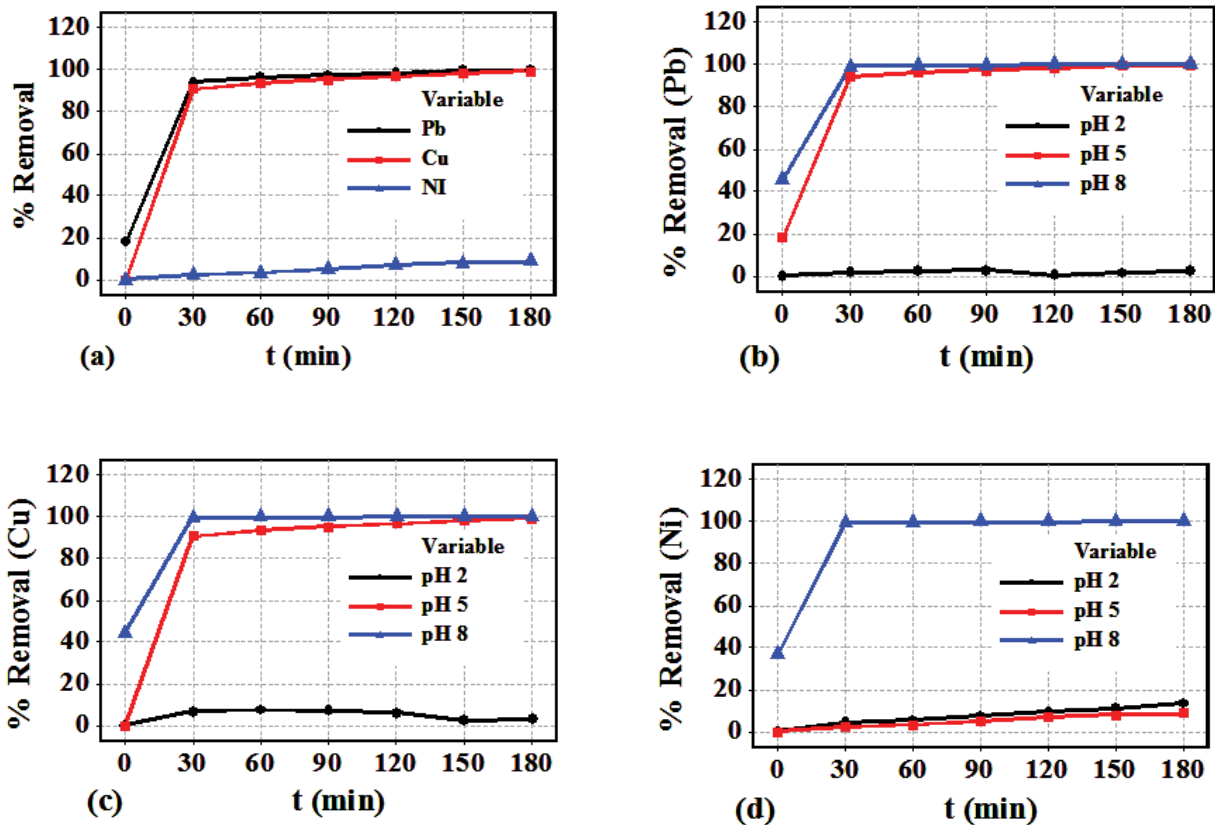 120
100
80
60
40
20
0
% Removal
Variable
Pb
Cu
NI
0 30 60 90 120 150 180
(a) t (min)
120
100
80
60
40
20
0
% Removal (Pb)
Variable
pH 2
pH 5
pH 8
0 30 60 90 120 150 180
(b) t (min)
120
100
80
60
40
20
0
% Removal (Cu)
Variable
pH 2
pH 5
pH 8
0 30 60 90 120 150 180
(c) t (min)
120
100
80
60
40
20
0
% Removal (Ni)
Variable
pH 2
pH 5
pH 8
0 30 60 90 120 150 180
(d) t (min)